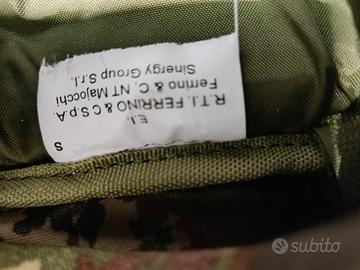 E.I.
R.T.I. FERRINO & C S.p.A.
Ferrino & C, NT Majocchi
Sinergy Group S.r.l.
S
subito